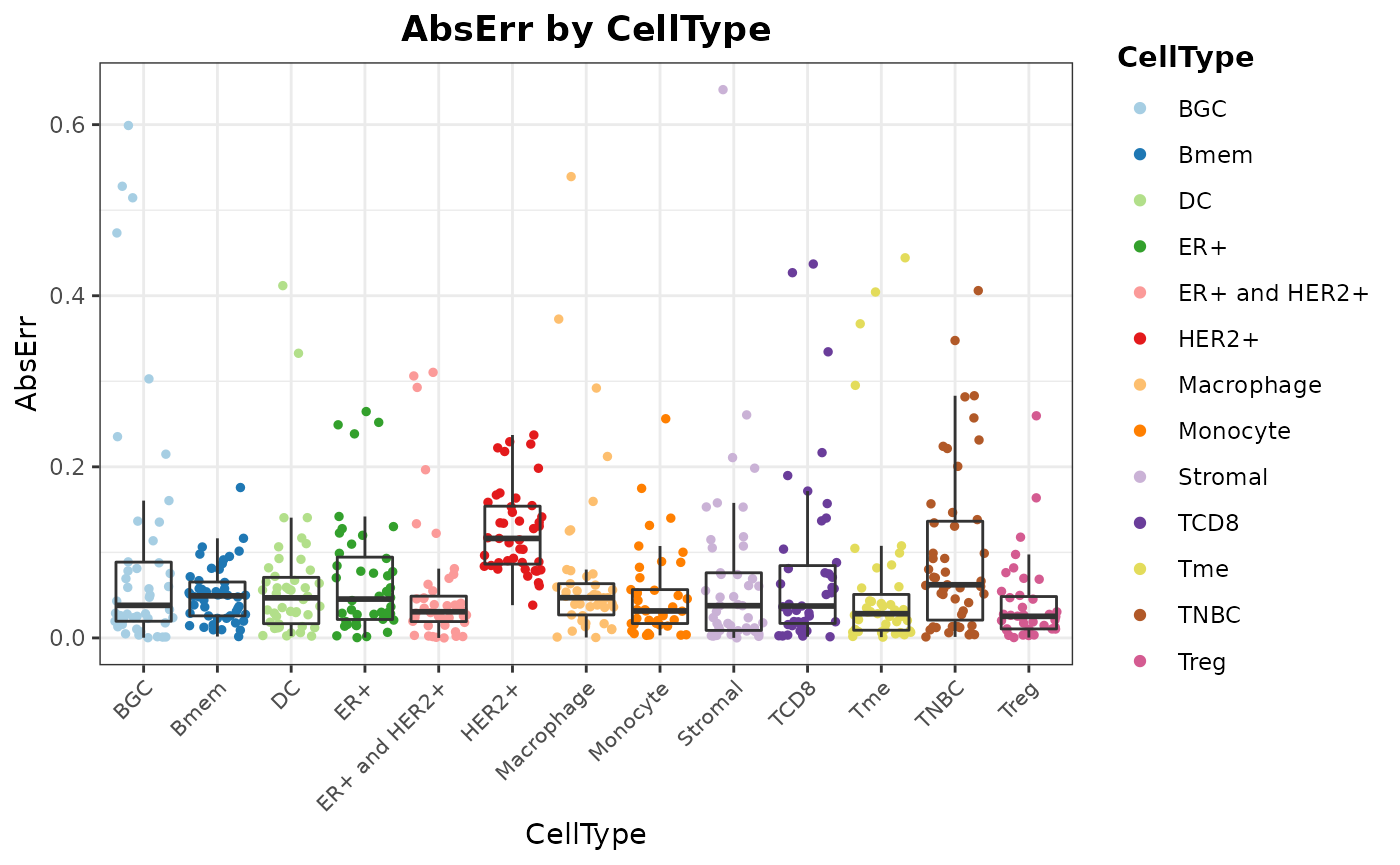 AbsErr by CellType
AbsErr
0.6
0.4
0.2
0.0
BGC
Bmem
DC
ER+
ER+ and HER2+
HER2+
Macrophage
Monocyte
Stromal
TCD8
Tme
TNBC
Treg
CellType
CellType
BGC
Bmem
DC
ER+
ER+ and HER2+
HER2+
Macrophage
Monocyte
Stromal
TCD8
Tme
TNBC
Treg